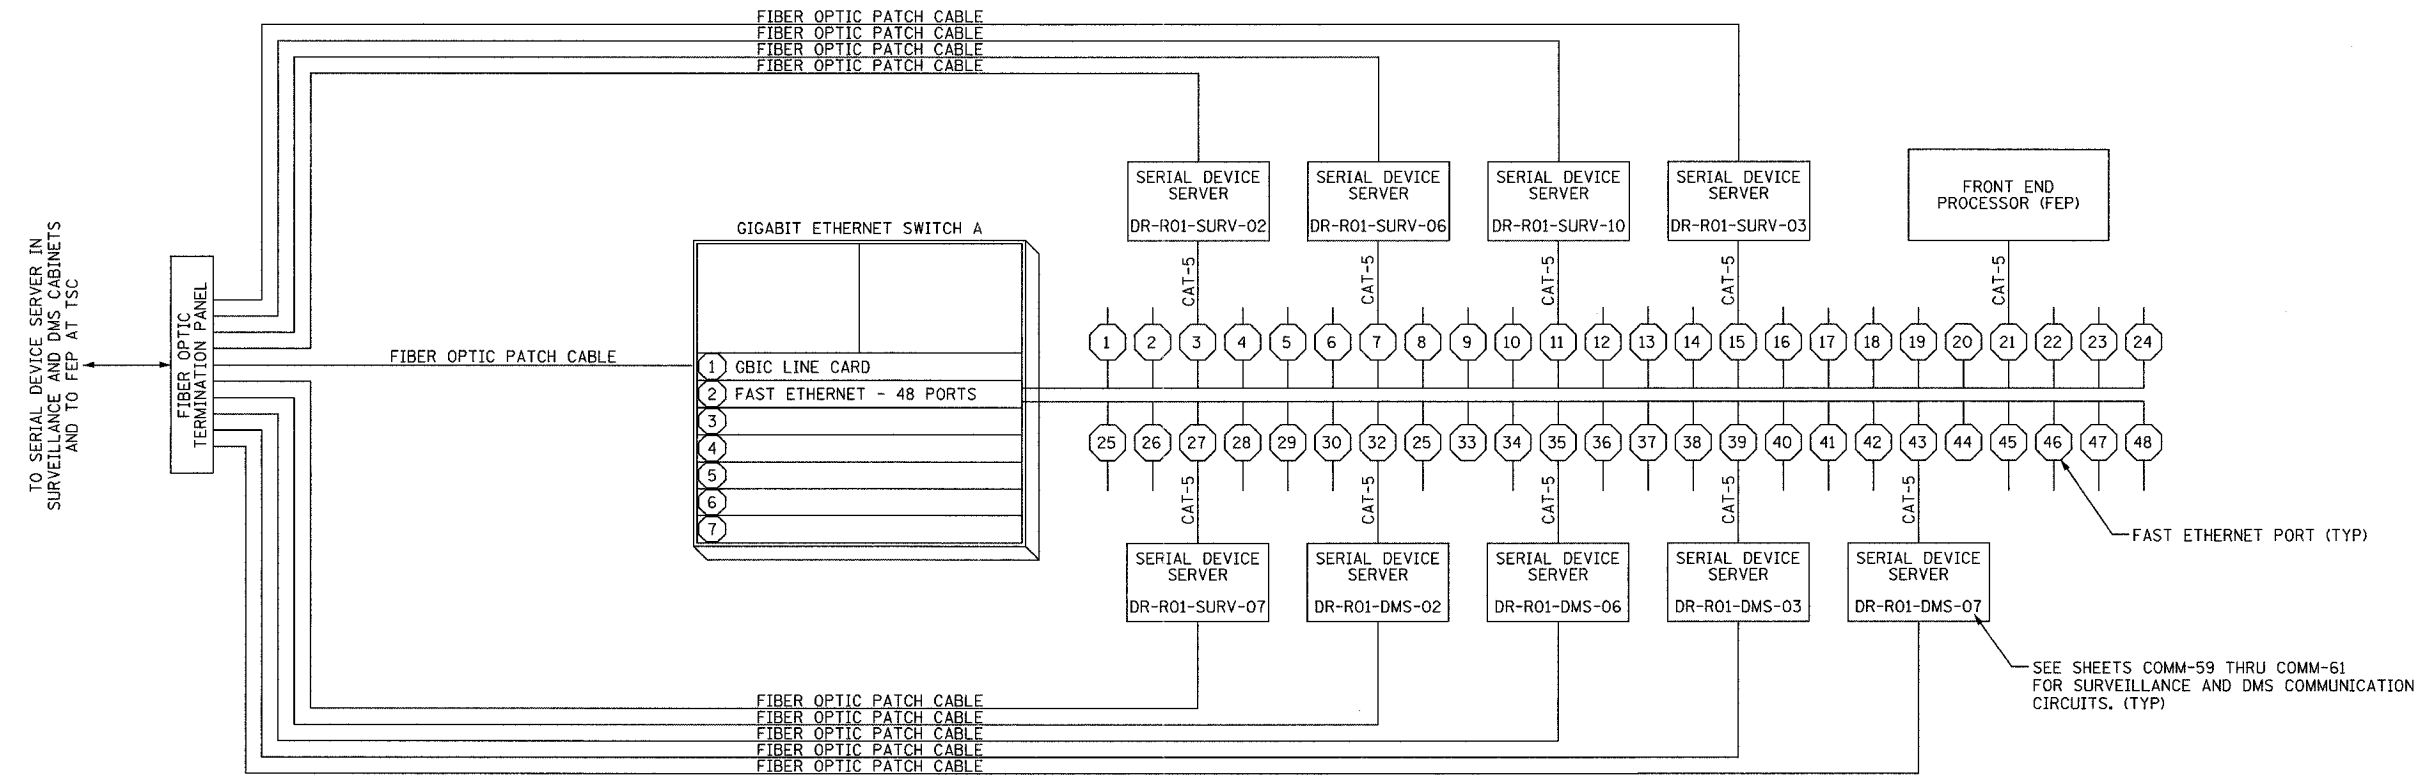 FIBER OPTIC PATCH CABLE
FIBER OPTIC PATCH CABLE
FIBER OPTIC PATCH CABLE
FIBER OPTIC PATCH CABLE
SERIAL DEVICE
SERVER
DR-R01-SURV-02
SERIAL DEVICE
SERVER
DR-R01-SURV-06
SERIAL DEVICE
SERVER
DR-R01-SURV-10
SERIAL DEVICE
SERVER
DR-R01-SURV-03
FRONT END
PROCESSOR (FEP)
TO SERIAL DEVICE SERVER IN
SURVEILLANCE AND DMS CABINETS
AND TO FEP AT TSC
FIBER OPTIC
TERMINATION PANEL
FIBER OPTIC PATCH CABLE
GIGABIT ETHERNET SWITCH A
1 GBIC LINE CARD
2 FAST ETHERNET - 48 PORTS
3
4
5
6
7
CAT-5
CAT-5
CAT-5
CAT-5
CAT-5
1 2 3 4 5 6 7 8 9 10 11 12 13 14 15 16 17 18 19 20 21 22 23 24
25 26 27 28 29 30 32 25 33 34 35 36 37 38 39 40 41 42 43 44 45 46 47 48
CAT-5
CAT-5
CAT-5
CAT-5
CAT-5
FAST ETHERNET PORT (TYP)
SERIAL DEVICE
SERVER
DR-R01-SURV-07
SERIAL DEVICE
SERVER
DR-R01-DMS-02
SERIAL DEVICE
SERVER
DR-R01-DMS-06
SERIAL DEVICE
SERVER
DR-R01-DMS-03
SERIAL DEVICE
SERVER
DR-R01-DMS-07
SEE SHEETS COMM-59 THRU COMM-61
FOR SURVEILLANCE AND DMS COMMUNICATION
CIRCUITS. (TYP)
FIBER OPTIC PATCH CABLE
FIBER OPTIC PATCH CABLE
FIBER OPTIC PATCH CABLE
FIBER OPTIC PATCH CABLE
FIBER OPTIC PATCH CABLE